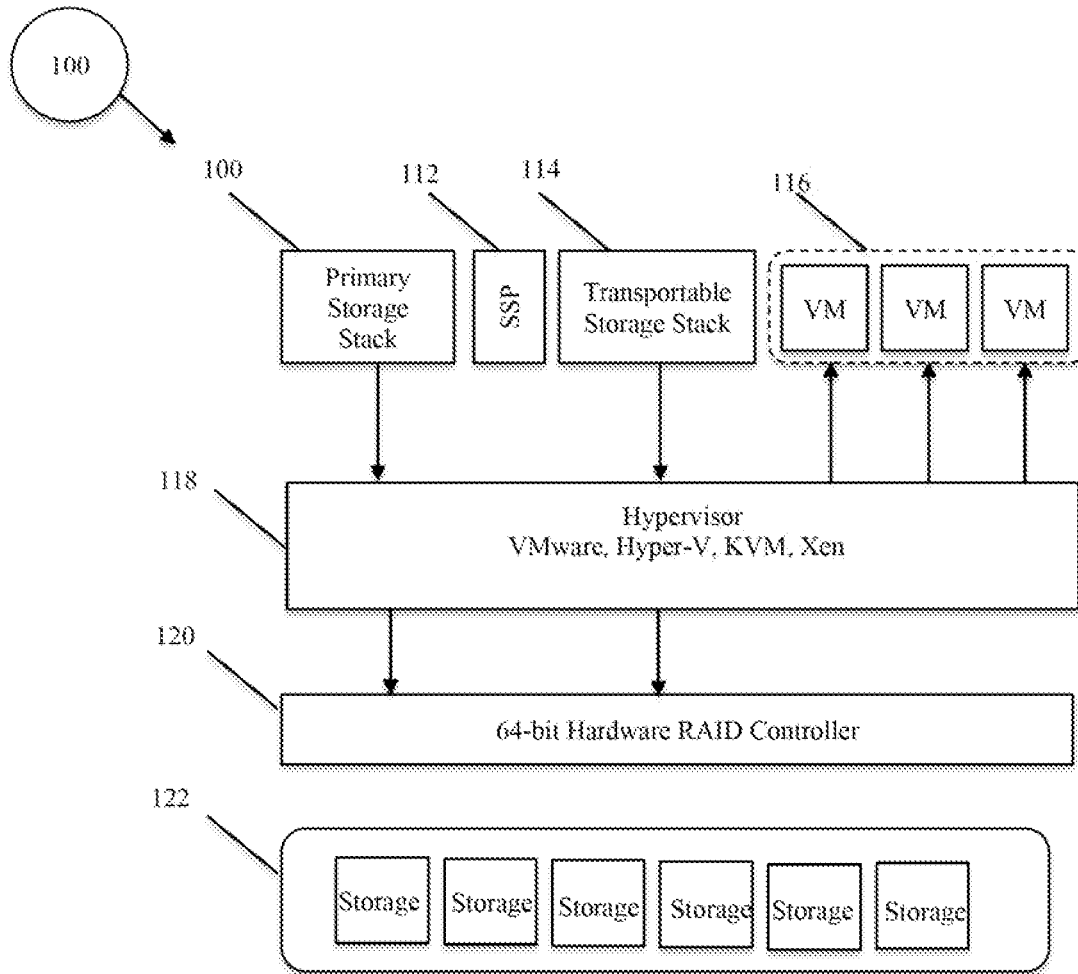 100
100
112
114
116
Primary
Storage
Stack
SSP
Transportable
Storage Stack
VM
VM
VM
118
Hypervisor
VMware, Hyper-V, KVM, Xen
120
64-bit Hardware RAID Controller
122
Storage
Storage
Storage
Storage
Storage
Storage